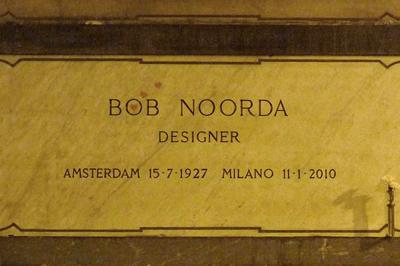 BOB NOORDA
DESIGNER
AMSTERDAM 15-7-1927 MILANO 11-1-2010